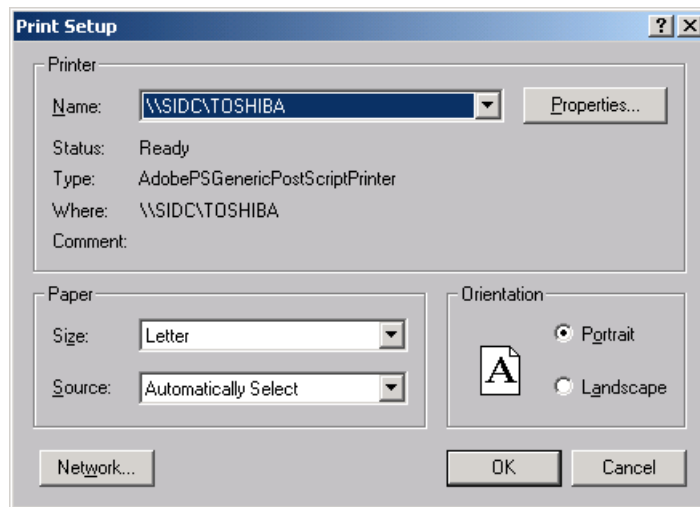 Print Setup
Printer
Name: \\SIDC\TOSHIBA Properties...
Status: Ready
Type: AdobePSGenericPostScriptPrinter
Where: \\SIDC\TOSHIBA
Comment:
Paper
Size: Letter
Source: Automatically Select
Orientation
A
Portrait
Landscape
Network... OK Cancel